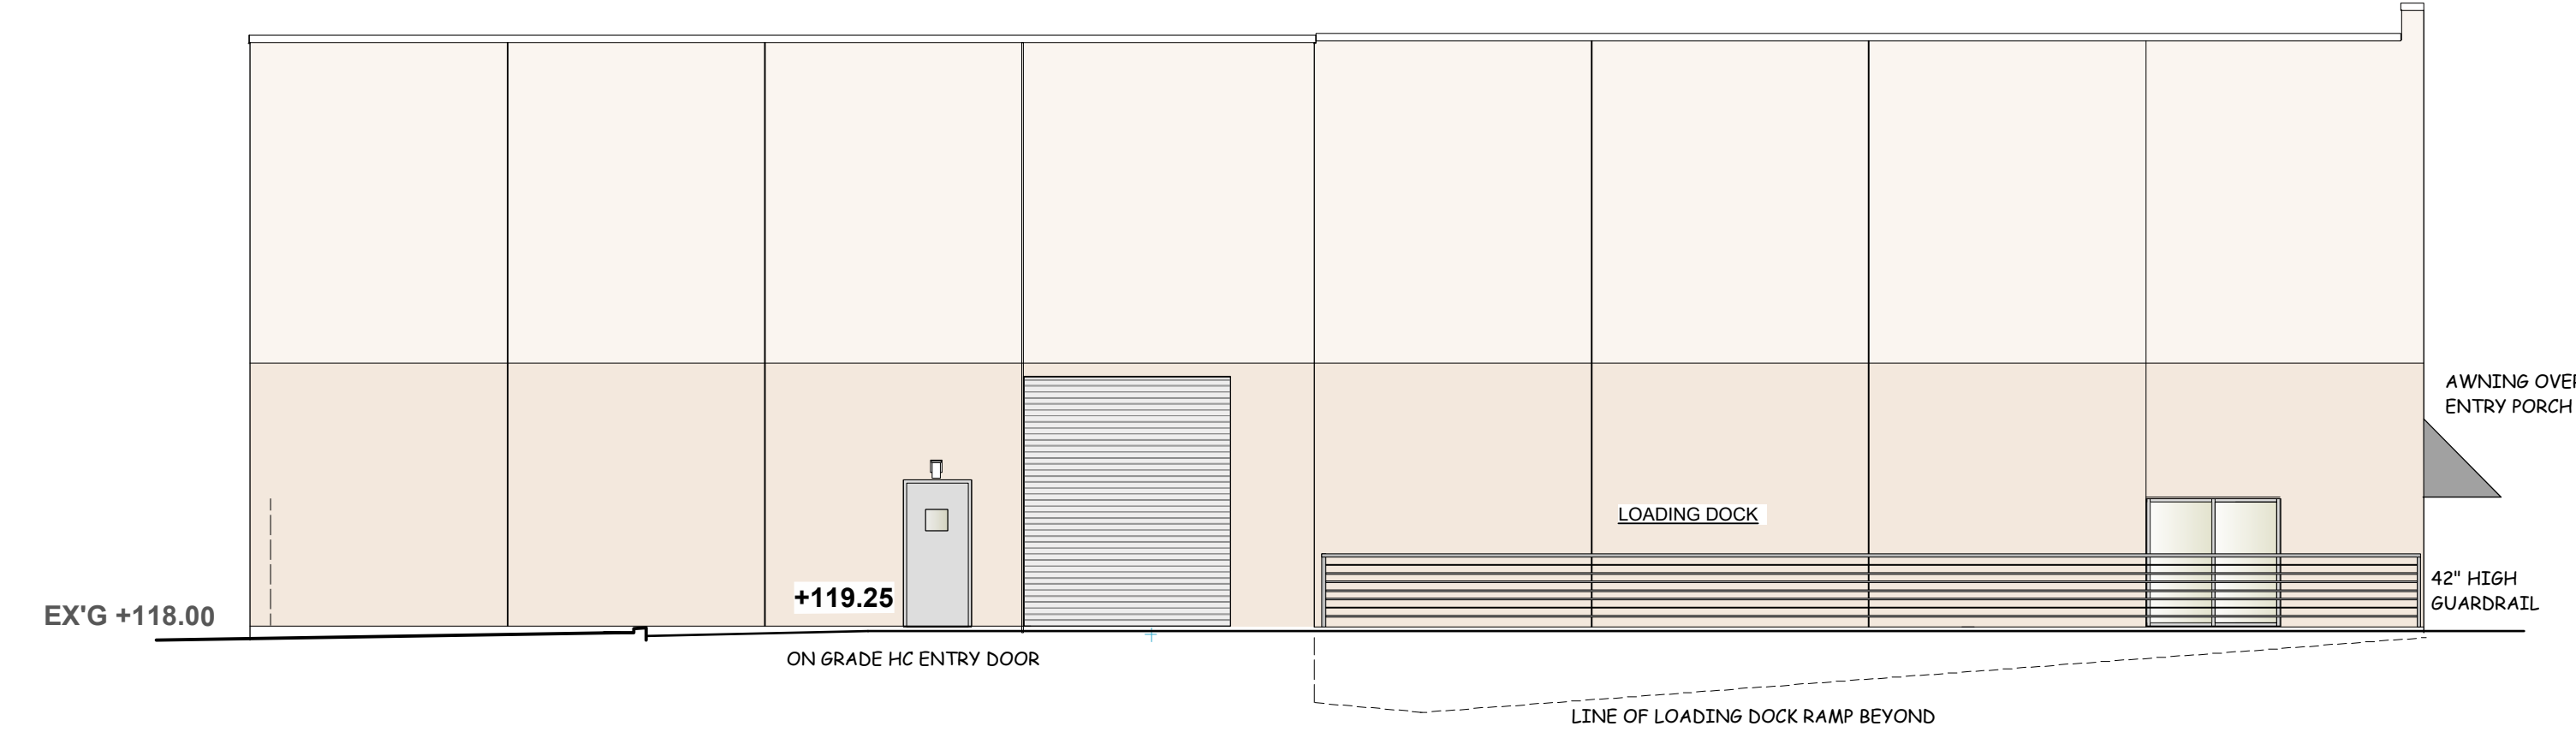 AWNING OVER
ENTRY PORCH
LOADING DOCK
42" HIGH
GUARDRAIL
+119.25
EX'G +118.00
ON GRADE HC ENTRY DOOR
LINE OF LOADING DOCK RAMP BEYOND